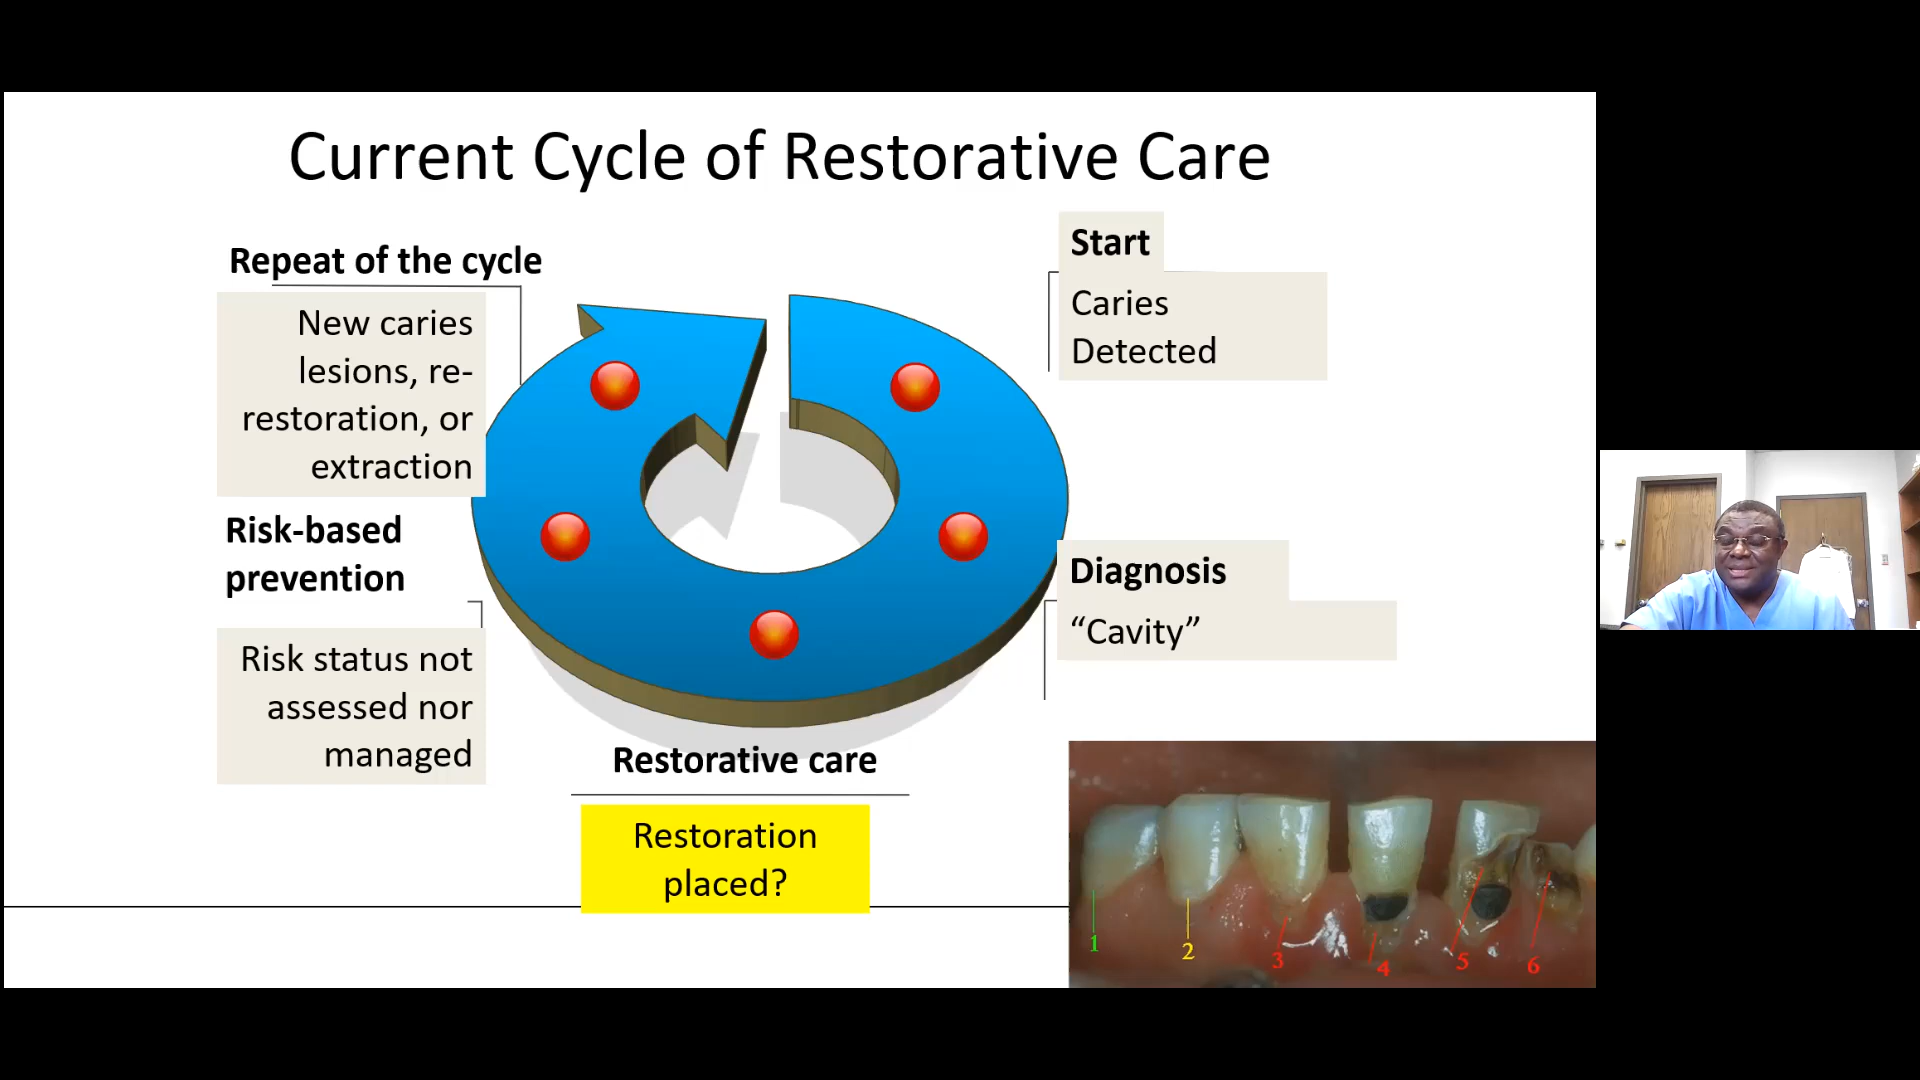 Current Cycle of Restorative Care
Start
Caries
Detected
Diagnosis
“Cavity”
Restorative care
Restoration
placed?
Risk-based
prevention
Risk status not
assessed nor
managed
Repeat of the cycle
New caries
lesions, re-
restoration, or
extraction
1
2
3
4
5
6